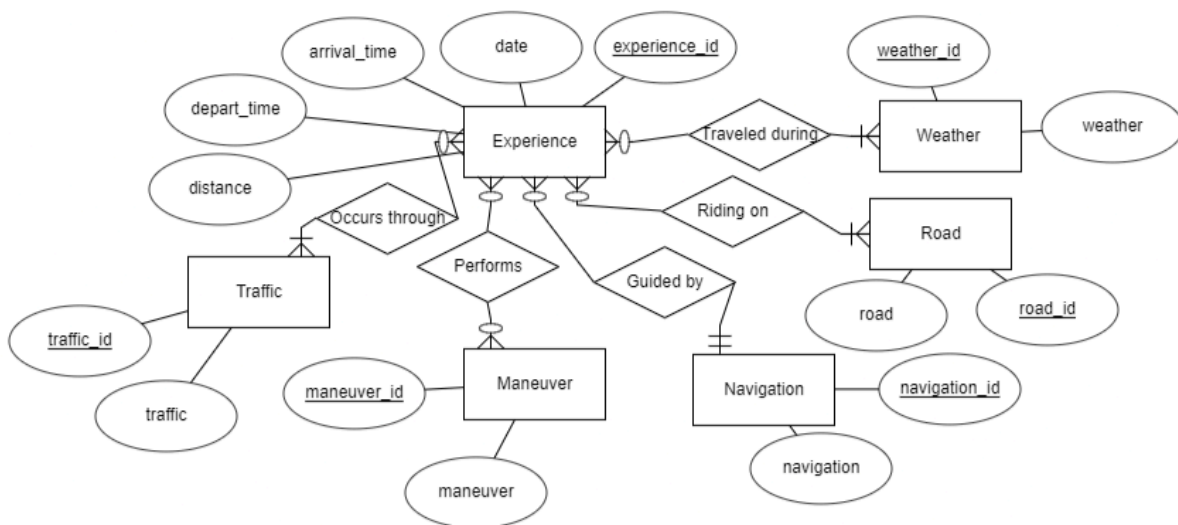 arrival_time
date
experience_id
weather_id
depart_time
Experience
Traveled during
Weather
weather
distance
Occurs through
Riding on
Road
Performs
Guided by
Traffic
road
road_id
traffic_id
maneuver_id
Maneuver
Navigation
navigation_id
traffic
maneuver
navigation